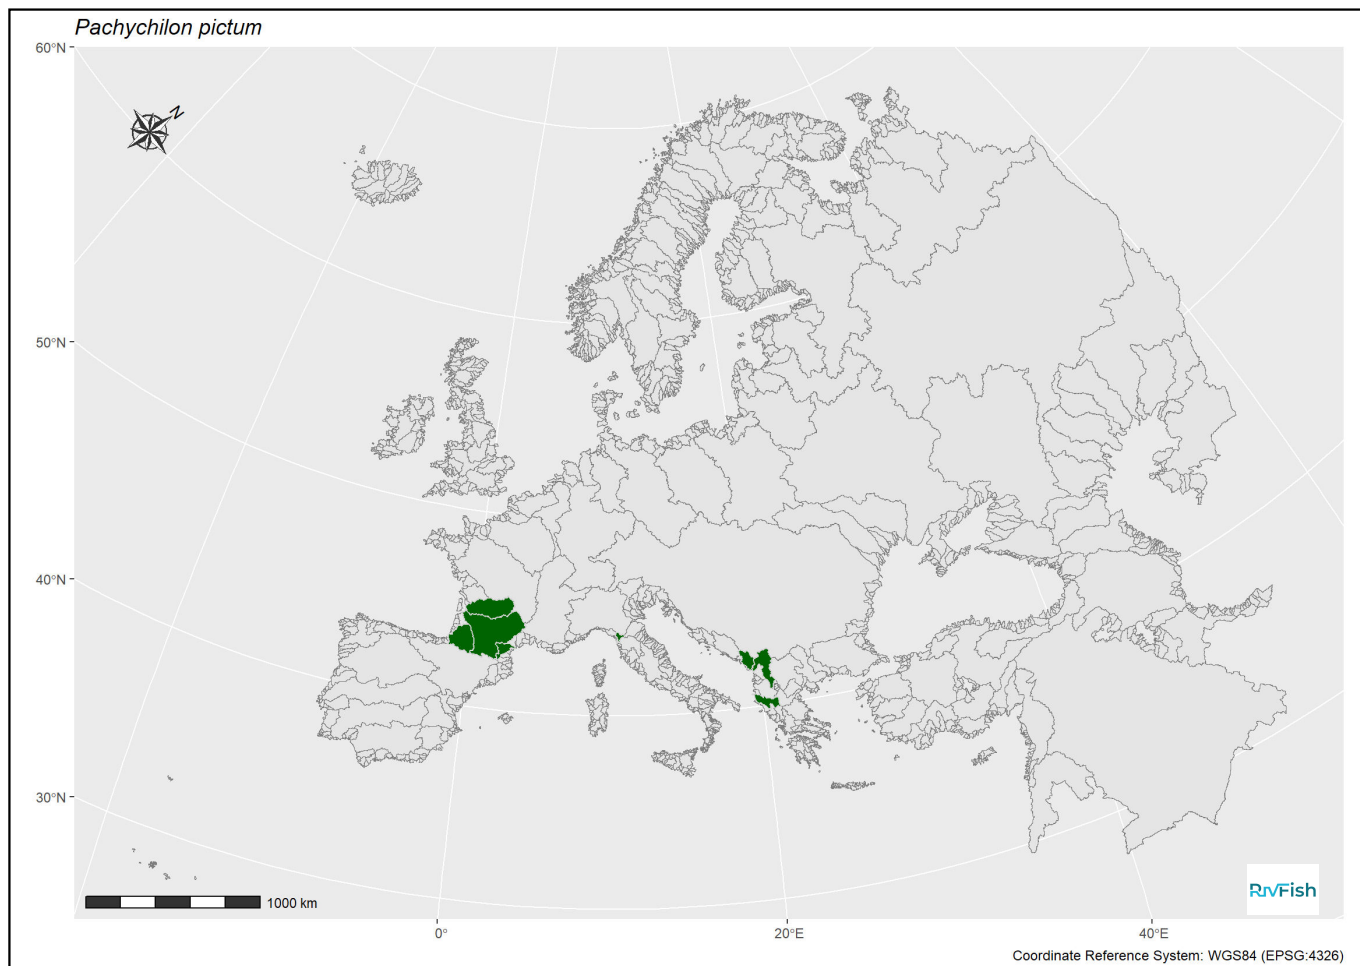 Pachychilon pictum
60°N
N
50°N
40°N
30°N
1000 km
RivFish
0°
20°E
40°E
Coordinate Reference System: WGS84 (EPSG:4326)